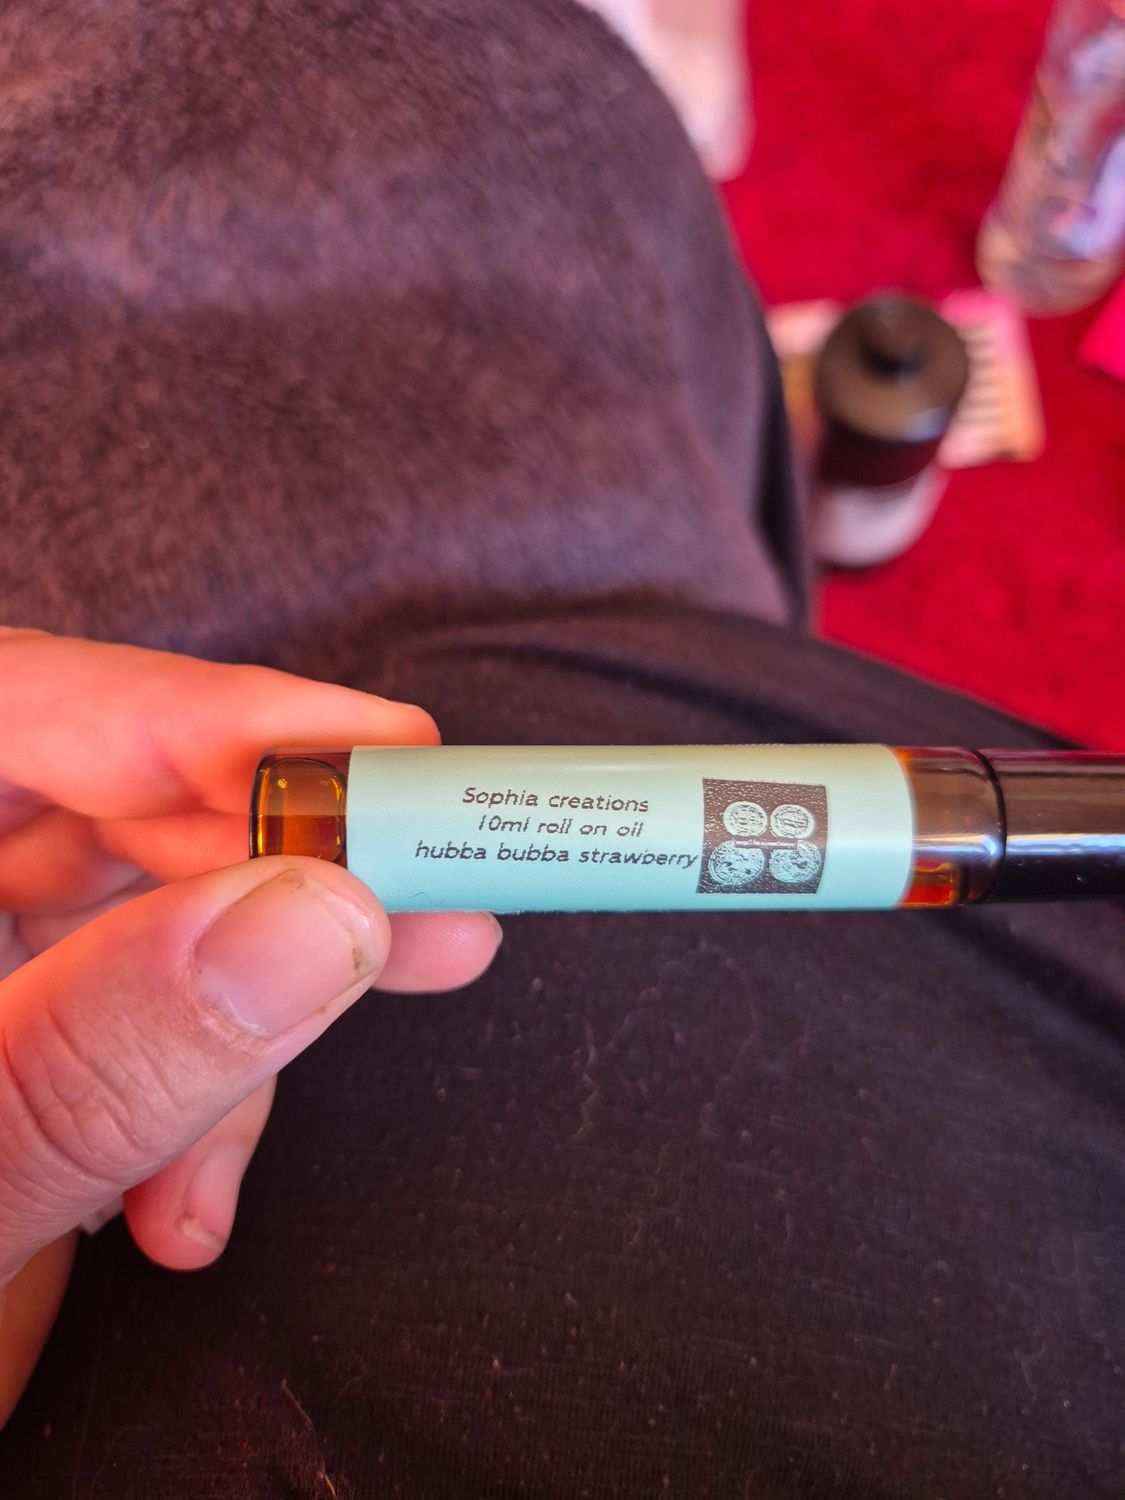 Sophia creations
10ml roll on oil
hubba bubba strawberry